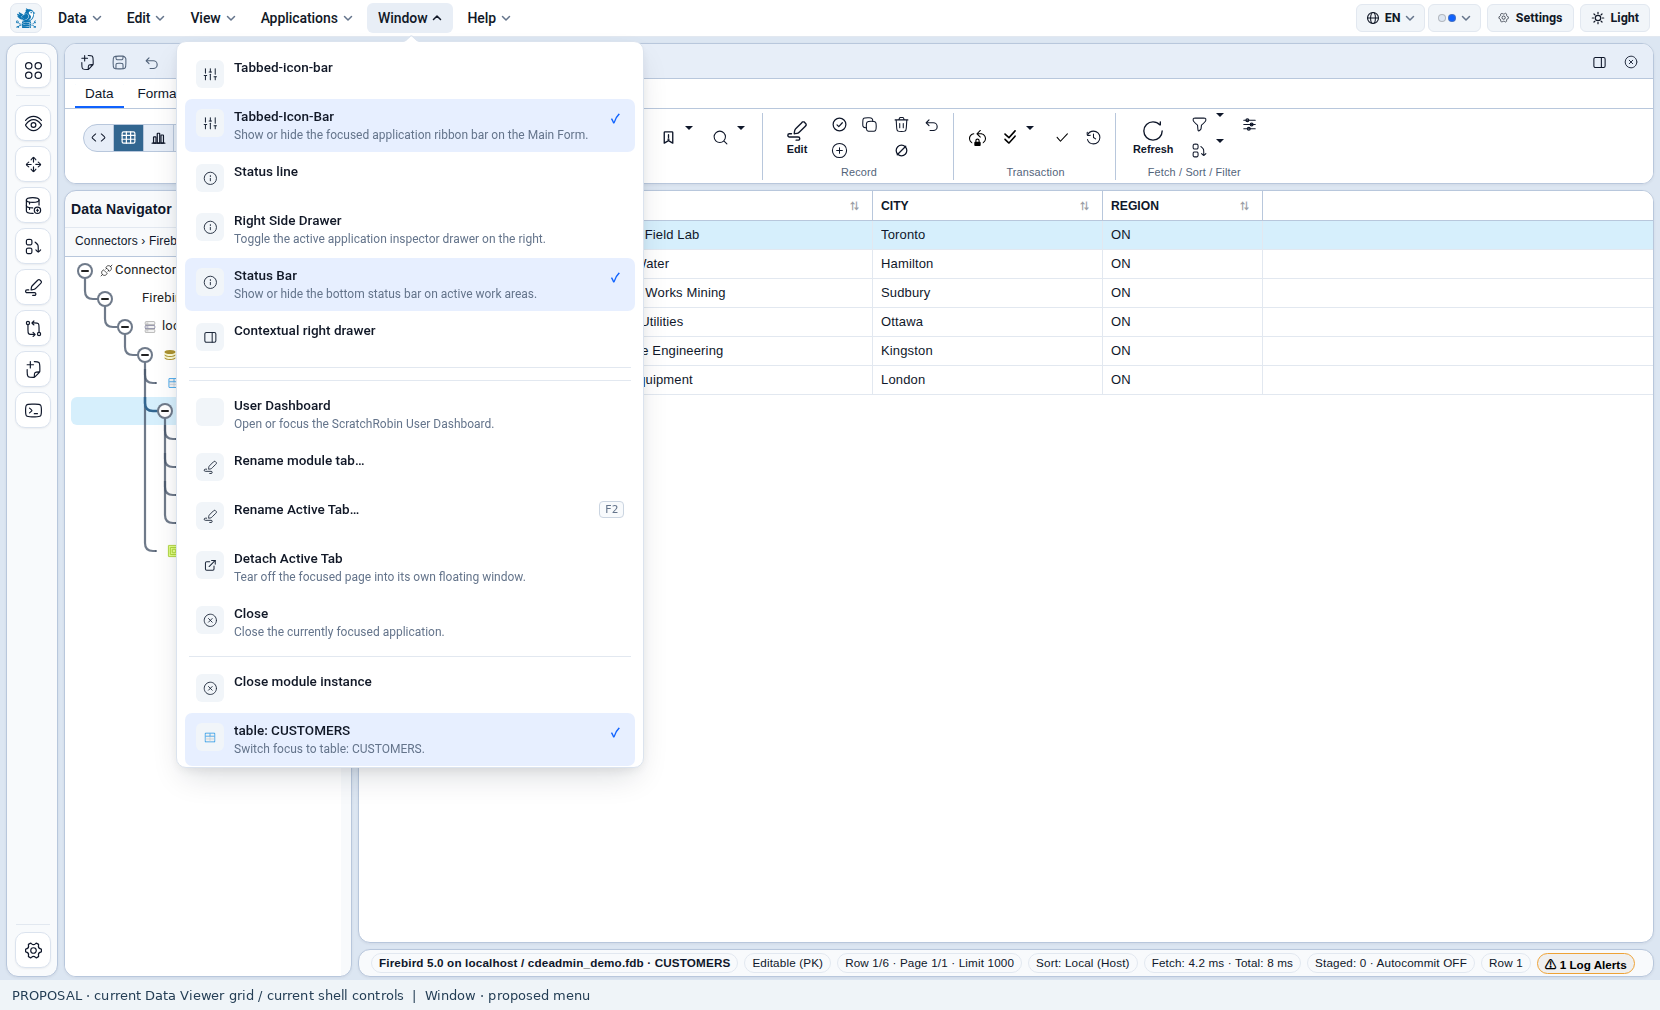 Data Edit View Applications Window Help EN Settings Light
Tabbed-icon-bar
Data Forma
Tabbed-Icon-Bar
Show or hide the focused application ribbon bar on the Main Form.
Edit Refresh
Record Transaction Fetch / Sort / Filter
Status line
Right Side Drawer
Toggle the active application inspector drawer on the right.
Status Bar
Show or hide the bottom status bar on active work areas.
Contextual right drawer
User Dashboard
Open or focus the ScratchRobin User Dashboard.
Rename module tab...
Rename Active Tab... F2
Detach Active Tab
Tear off the focused page into its own floating window.
Close
Close the currently focused application.
Close module instance
table: CUSTOMERS
Switch focus to table: CUSTOMERS.
Data Navigator
Connectors › Fireb
Connector
Firebi
loc
CITY REGION
Field Lab Toronto ON
ater Hamilton ON
Works Mining Sudbury ON
Utilities Ottawa ON
e Engineering Kingston ON
quipment London ON
Firebird 5.0 on localhost / cdeadmin_demo.fdb · CUSTOMERS Editable (PK) Row 1/6 · Page 1/1 · Limit 1000 Sort: Local (Host) Fetch: 4.2 ms · Total: 8 ms Staged: 0 · Autocommit OFF Row 1 1 Log Alerts
PROPOSAL · current Data Viewer grid / current shell controls | Window · proposed menu